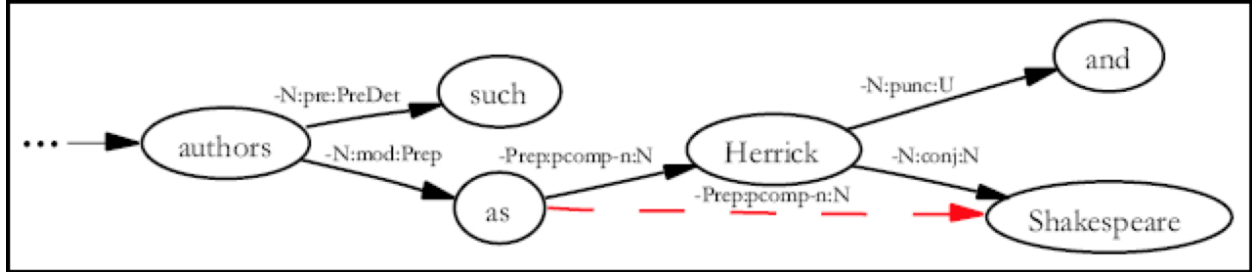 and
-N:punc:U
-N:pre:PreDet
such
... authors
-N:mod:Prep
-Prep:pcomp-n:N
Herrick
-N:conj:N
-Prep:pcomp-n:N
as
Shakespeare